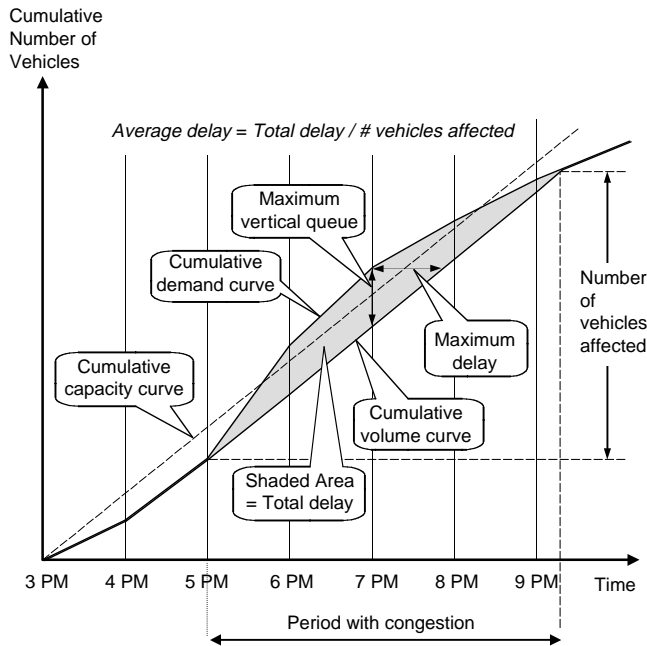 Cumulative
Number of
Vehicles
Average delay = Total delay / # vehicles affected
Maximum
vertical queue
Cumulative
demand curve
Number
of
vehicles
affected
Maximum
delay
Cumulative
capacity curve
Cumulative
volume curve
Shaded Area
= Total delay
3 PM 4 PM 5 PM 6 PM 7 PM 8 PM 9 PM Time
Period with congestion